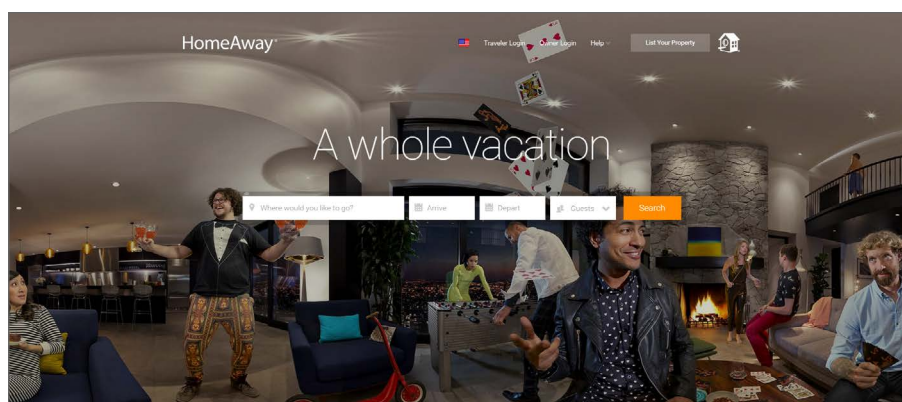 HomeAway
Traveler Login
Owner Login
Help
List Your Property
A whole vacation
Where would you like to go?
Arrive
Depart
Guests
Search